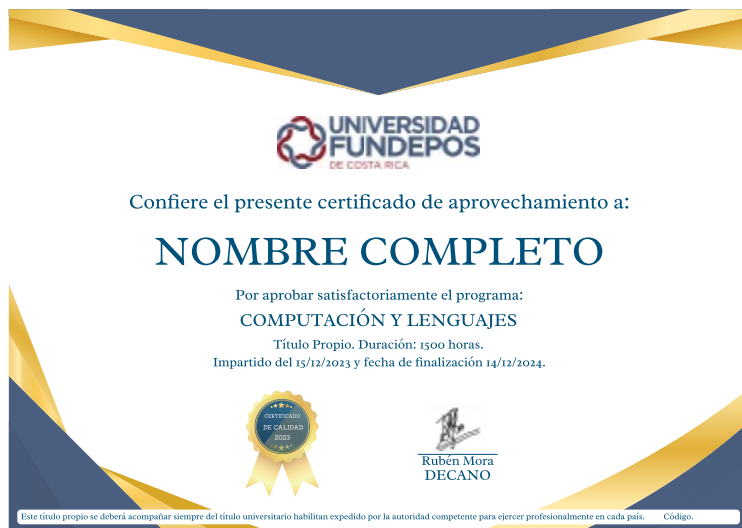 UNIVERSIDAD
FUNDEPOS
DE COSTA RICA
Confiere el presente certificado de aprovechamiento a:
NOMBRE COMPLETO
Por aprobar satisfactoriamente el programa:
COMPUTACIÓN Y LENGUAJES
Título Propio. Duración: 1500 horas.
Impartido del 15/12/2023 y fecha de finalización 14/12/2024.
CERTIFICADO
DE CALIDAD
2023
Rubén Mora
DECANO
Este título propio se deberá acompañar siempre del título universitario habilitan expedido por la autoridad competente para ejercer profesionalmente en cada país. Código.